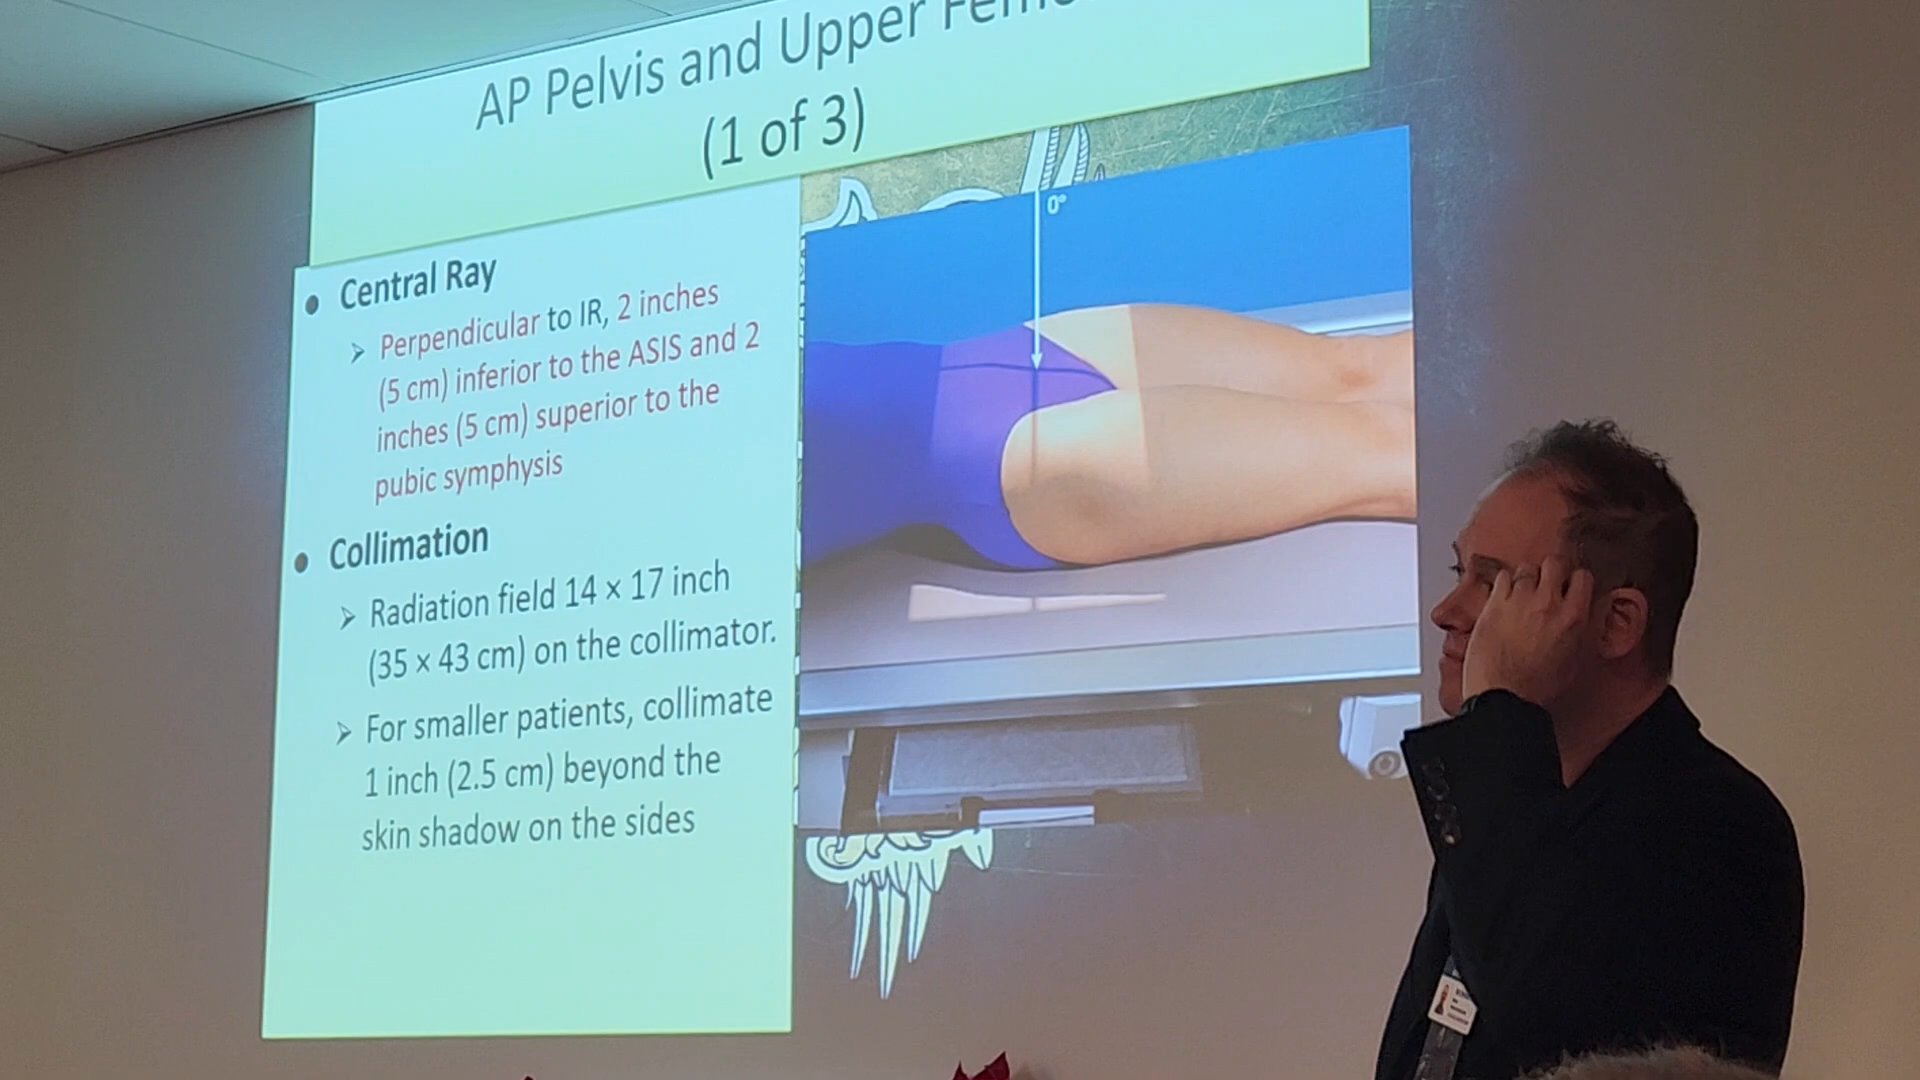 AP Pelvis and Upper
(1 of 3)
• Central Ray
➢ Perpendicular to IR, 2 inches
(5 cm) inferior to the ASIS and 2
inches (5 cm) superior to the
pubic symphysis
• Collimation
➢ Radiation field 14 × 17 inch
(35 × 43 cm) on the collimator.
➢ For smaller patients, collimate
1 inch (2.5 cm) beyond the
skin shadow on the sides
0°